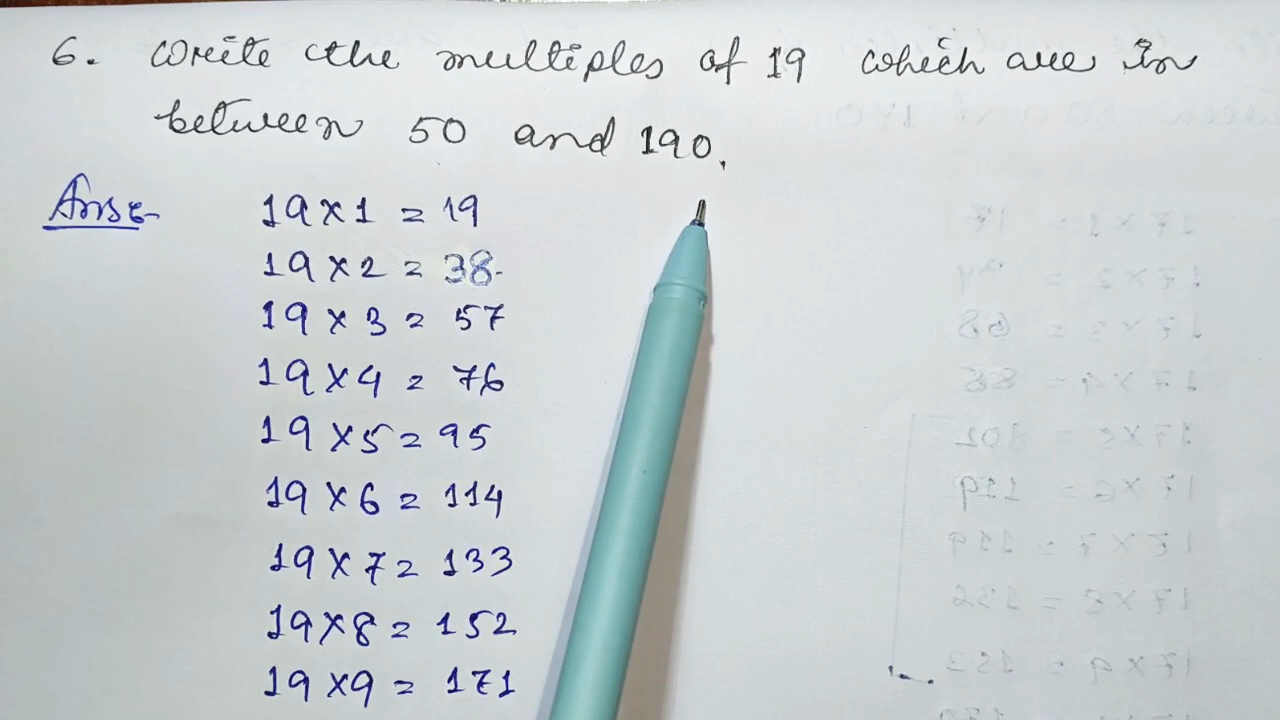 6. Write the multiples of 19 which are in
between 50 and 190.
Ans:-
19 × 1 = 19
19 × 2 = 38
19 × 3 = 57
19 × 4 = 76
19 × 5 = 95
19 × 6 = 114
19 × 7 = 133
19 × 8 = 152
19 × 9 = 171